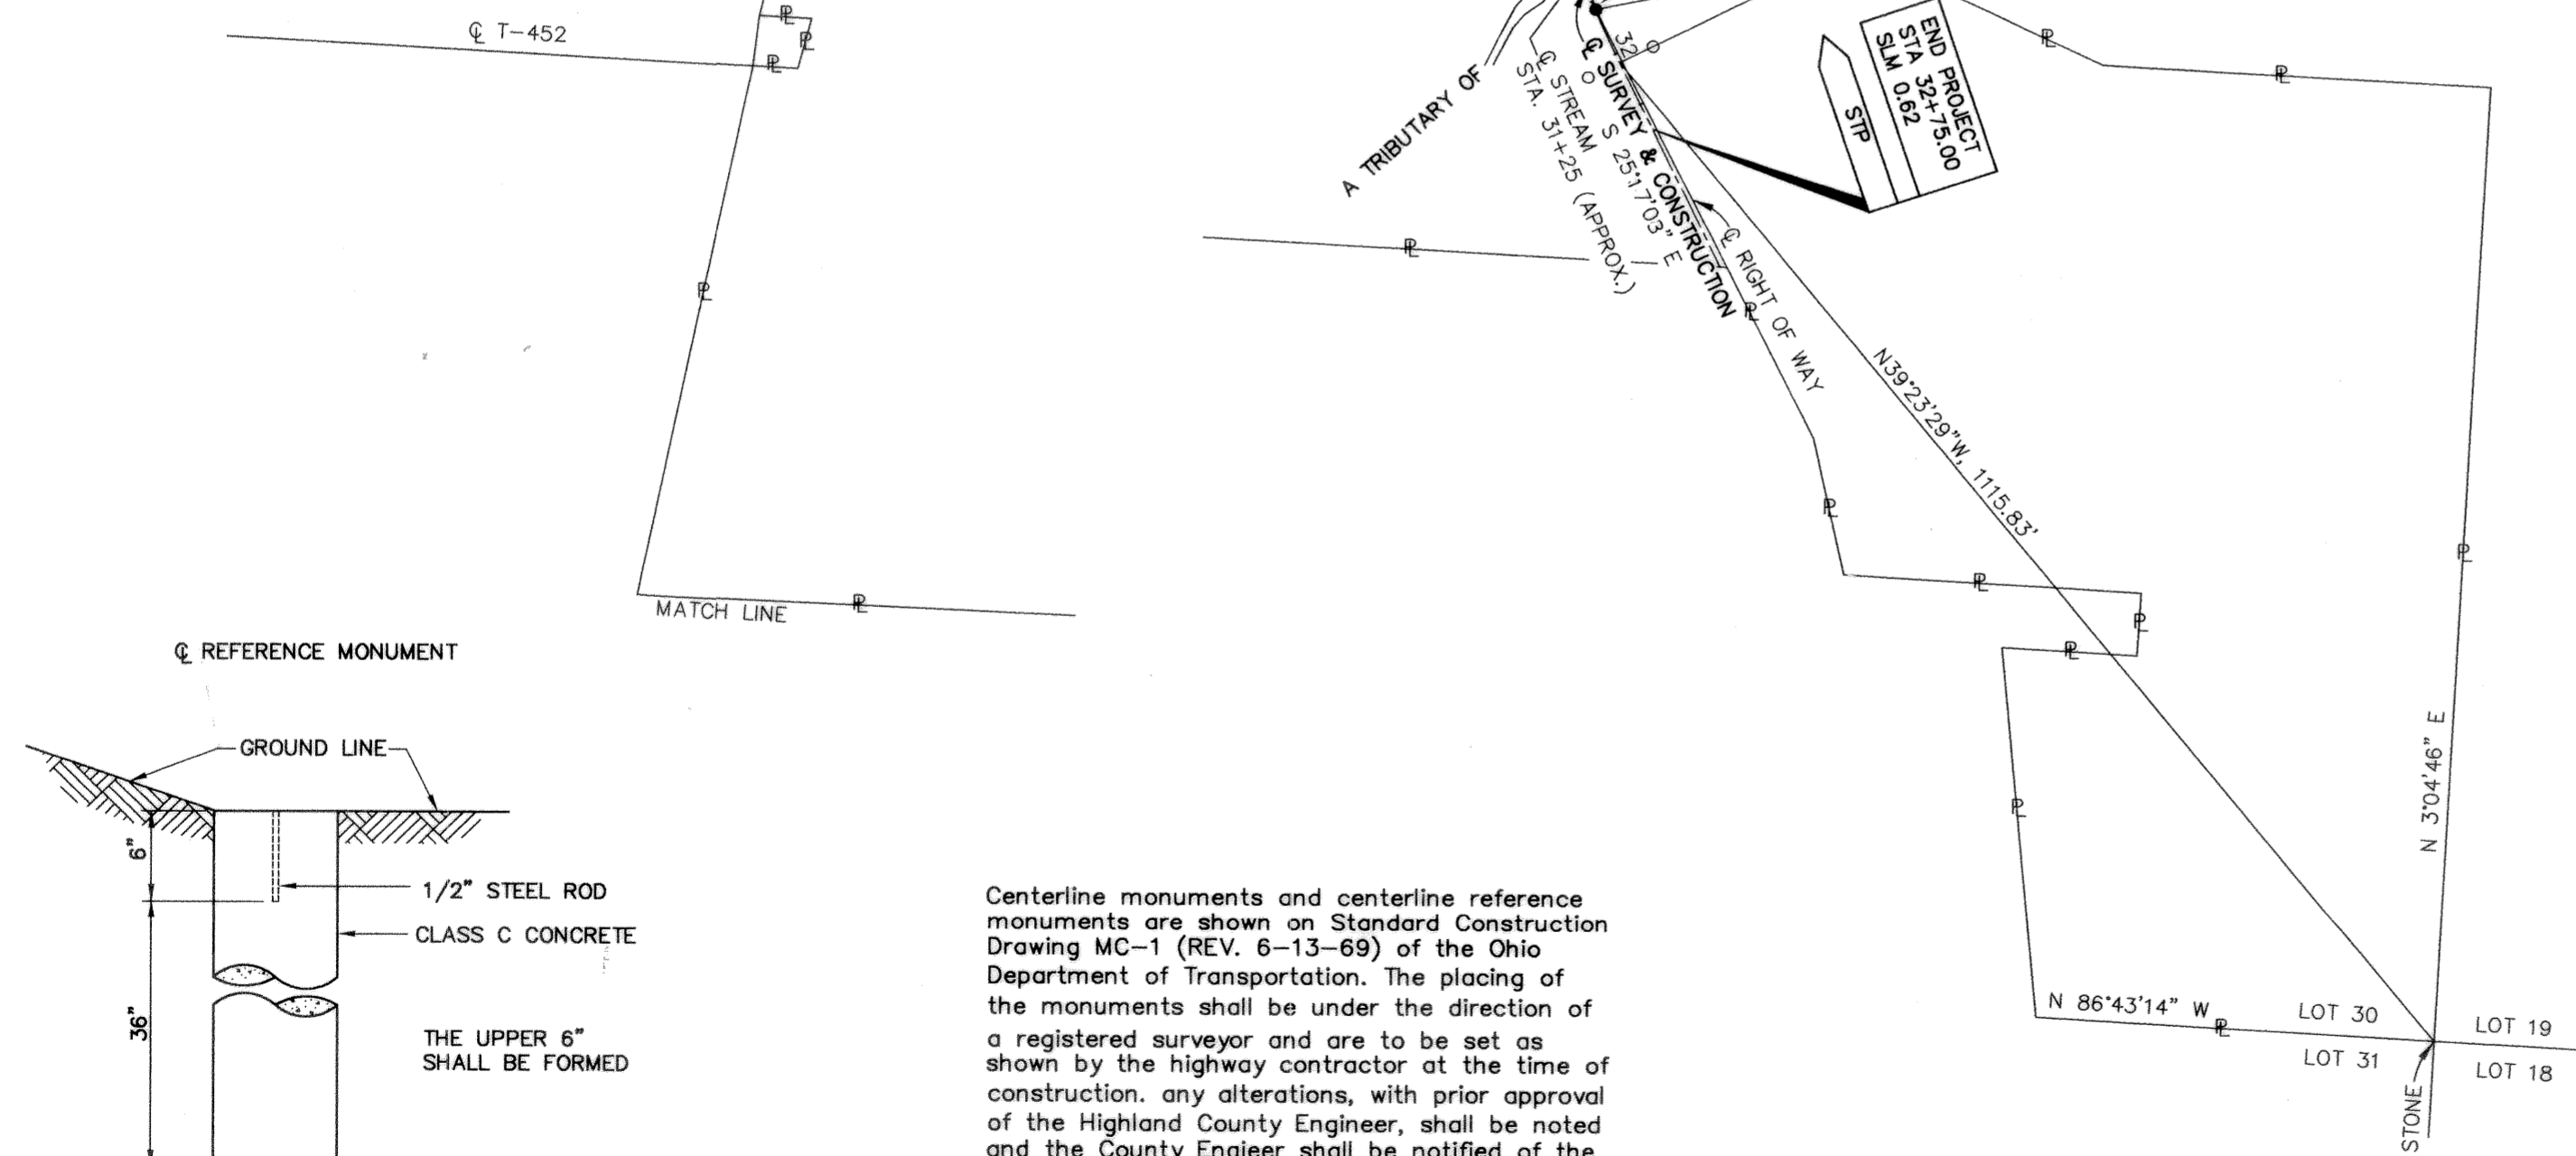 ℄ T-452
℄
℄
℄
℄
MATCH LINE
℄
A TRIBUTARY OF
℄ STREAM
STA. 31+25 (APPROX.)
32
℄ SURVEY & CONSTRUCTION
S 25°17'03" E
℄ RIGHT OF WAY
END PROJECT
STA 32+75.00
SLM 0.62
STP
N39°23'29"W, 1115.83'
N 3°04'46" E
N 86°43'14" W
LOT 30
LOT 19
LOT 31
LOT 18
STONE
℄ REFERENCE MONUMENT
GROUND LINE
6"
1/2" STEEL ROD
CLASS C CONCRETE
36"
THE UPPER 6"
SHALL BE FORMED
Centerline monuments and centerline reference
monuments are shown on Standard Construction
Drawing MC-1 (REV. 6-13-69) of the Ohio
Department of Transportation. The placing of
the monuments shall be under the direction of
a registered surveyor and are to be set as
shown by the highway contractor at the time of
construction. any alterations, with prior approval
of the Highland County Engineer, shall be noted
and the County Engieer shall be notified of the